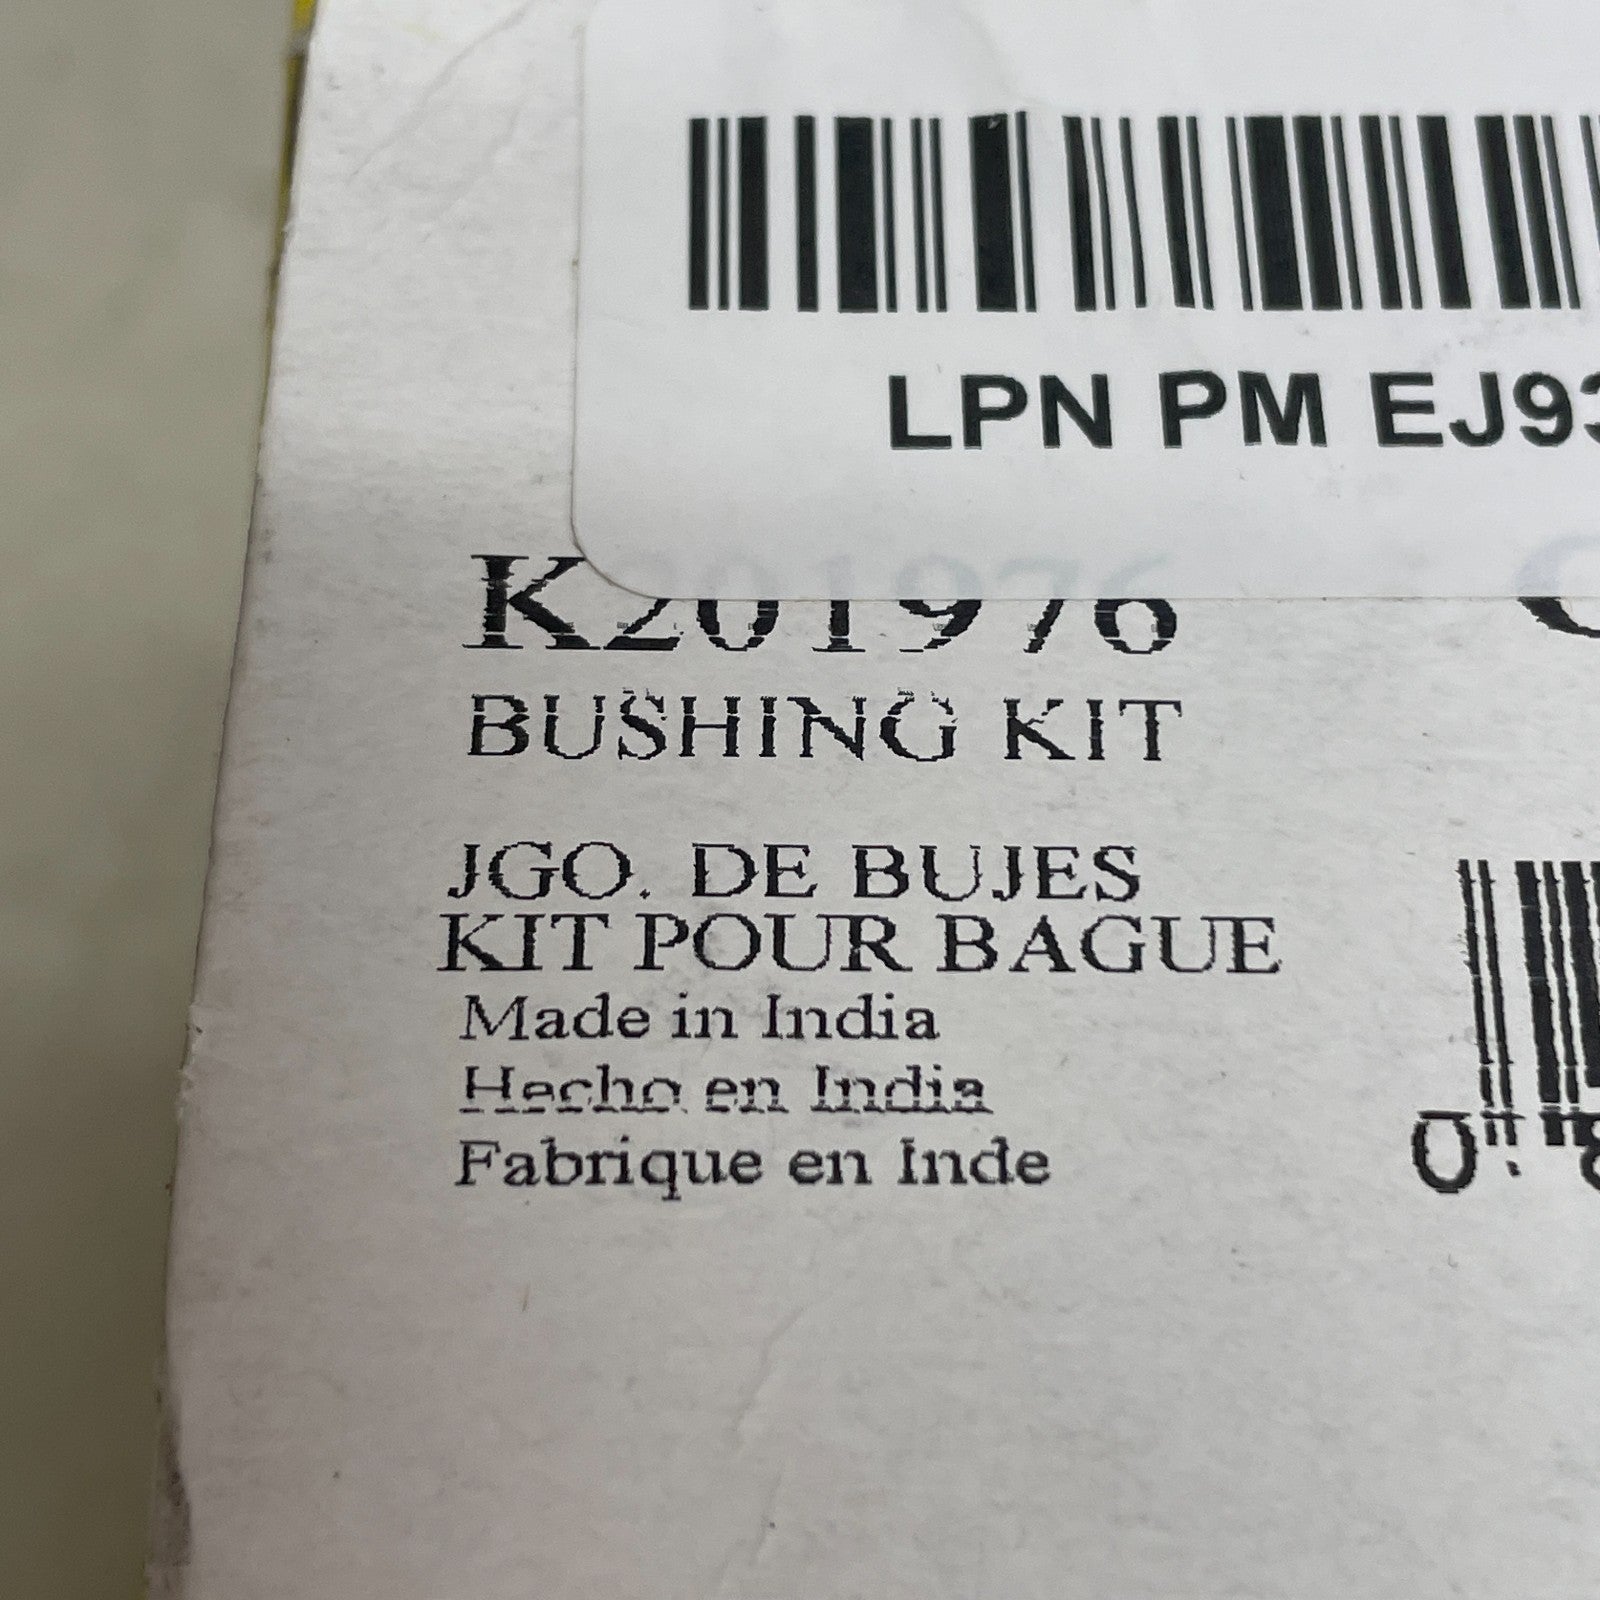 LPN PM EJ93
K201976
BUSHING KIT
JGO. DE BUJES
KIT POUR BAGUE
Made in India
Hecho en India
Fabrique en Inde